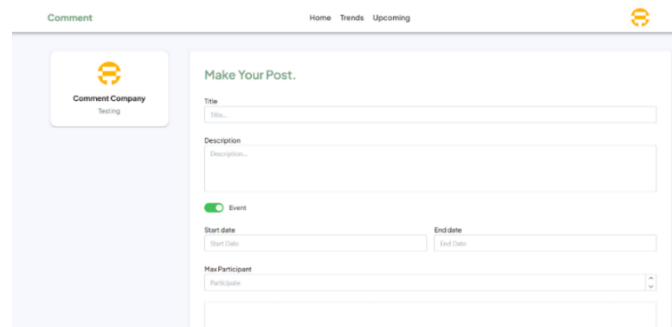 Comment
Home Trends Upcoming
Comment Company
Testing
Make Your Post.
Title
Title...
Description
Description...
Event
Start date
End date
Start Date
End Date
Max Participant
Participate